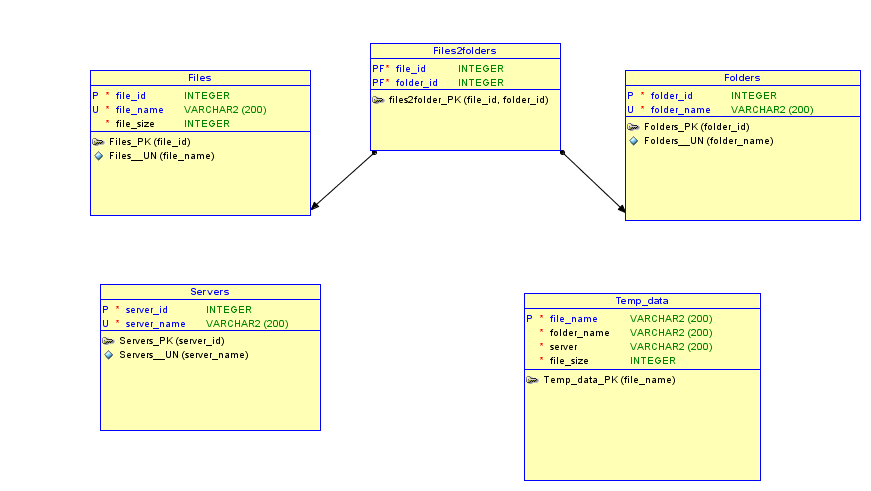 Files2folders
PF* file_id INTEGER
PF* folder_id INTEGER
files2folder_PK (file_id, folder_id)
Files
P * file_id INTEGER
U * file_name VARCHAR2 (200)
* file_size INTEGER
Files_PK (file_id)
Files__UN (file_name)
Folders
P * folder_id INTEGER
U * folder_name VARCHAR2 (200)
Folders_PK (folder_id)
Folders__UN (folder_name)
Servers
P * server_id INTEGER
U * server_name VARCHAR2 (200)
Servers_PK (server_id)
Servers__UN (server_name)
Temp_data
P * file_name VARCHAR2 (200)
* folder_name VARCHAR2 (200)
* server VARCHAR2 (200)
* file_size INTEGER
Temp_data_PK (file_name)